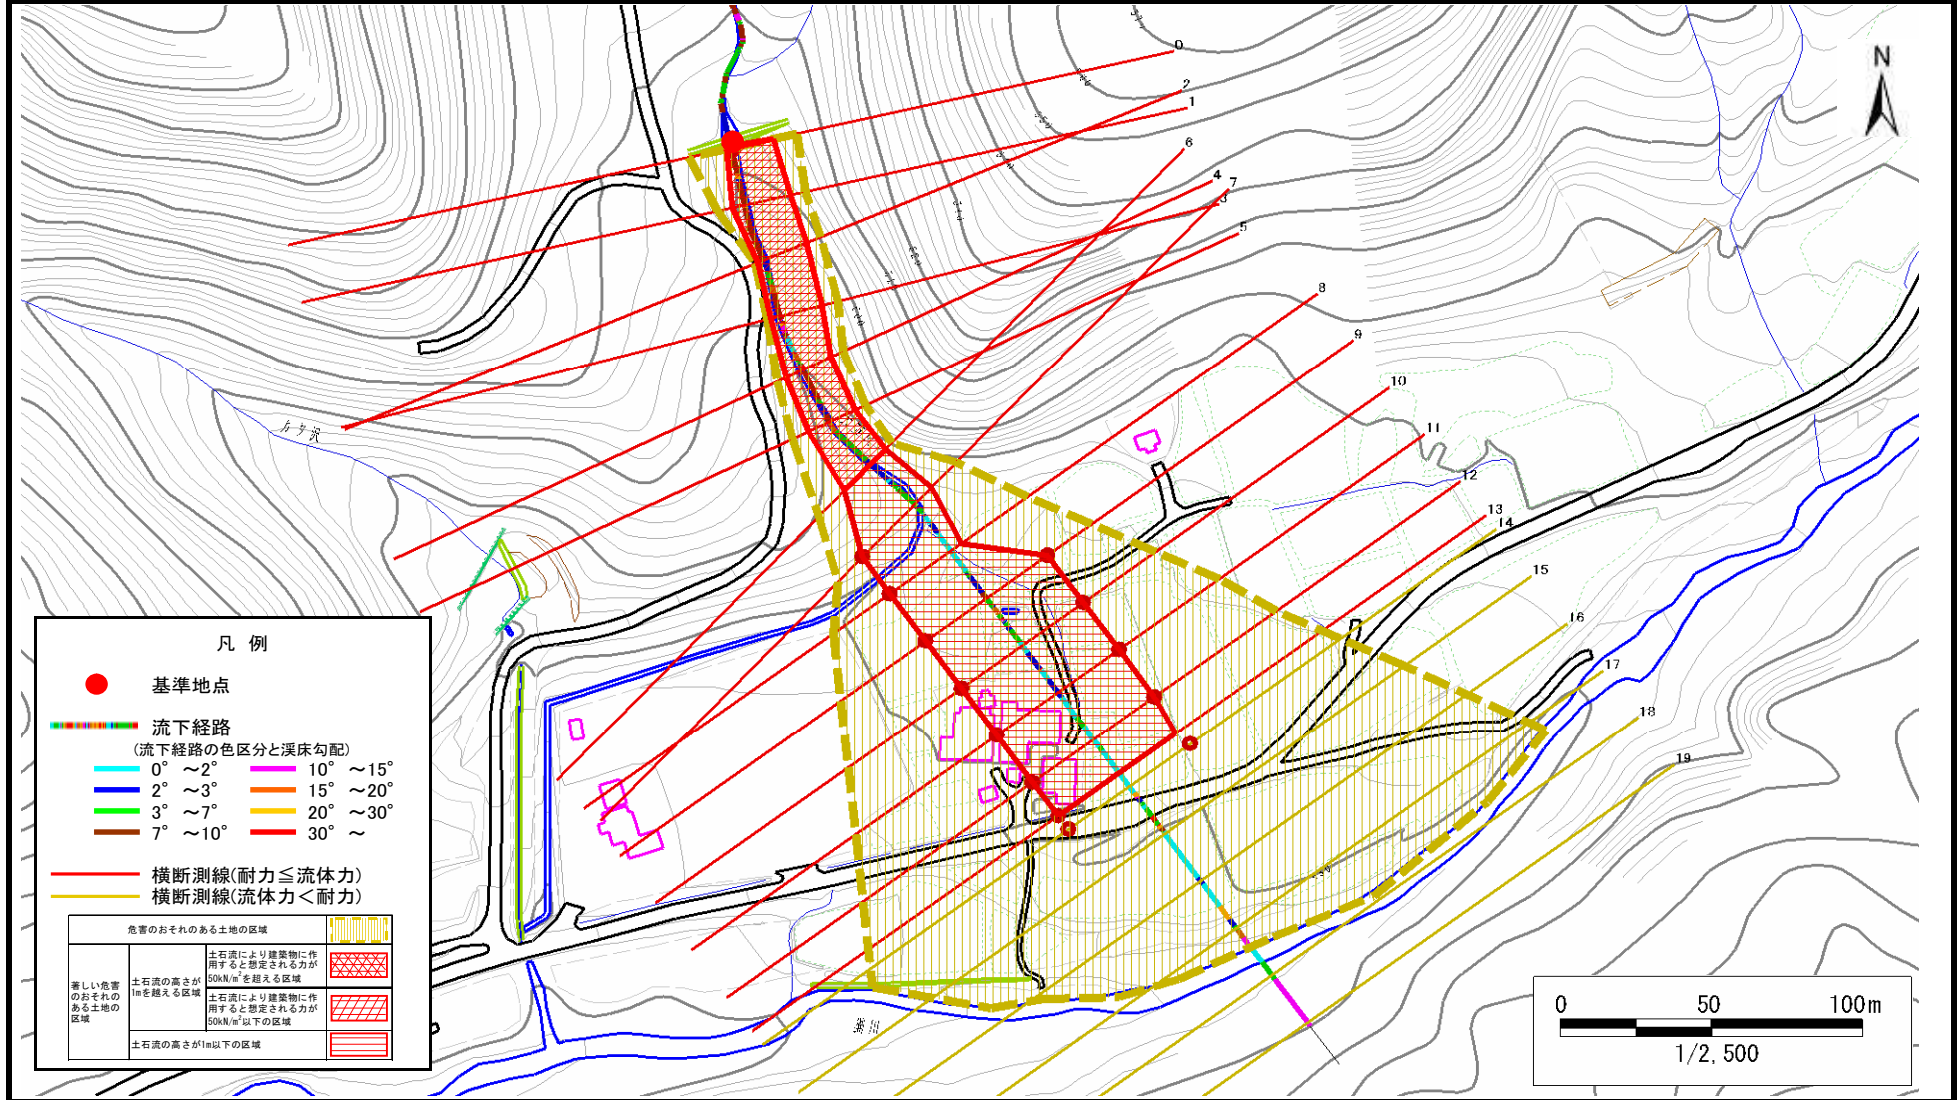 N
0
2
1
6
4
7
3
5
8
9
10
11
12
13
14
15
16
17
18
19
凡 例
基準地点
流下経路
(流下経路の色区分と渓床勾配)
0° ～2° 10° ～15°
2° ～3° 15° ～20°
3° ～7° 20° ～30°
7° ～10° 30° ～
横断測線(耐力≦流体力)
横断測線(流体力＜耐力)
危害のおそれのある土地の区域
著しい危害
のおそれの
ある土地の
区域
土石流の高さが
1mを越える区域
土石流により建築物に作
用すると想定される力が
50kN/m²を超える区域
土石流により建築物に作
用すると想定される力が
50kN/m²以下の区域
土石流の高さが1m以下の区域
0 50 100m
1/2,500